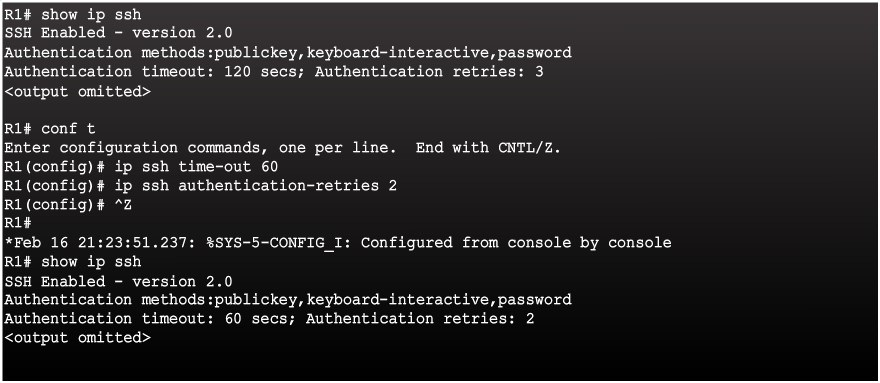 R1# show ip ssh
SSH Enabled - version 2.0
Authentication methods:publickey,keyboard-interactive,password
Authentication timeout: 120 secs; Authentication retries: 3
<output omitted>
R1# conf t
Enter configuration commands, one per line.  End with CNTL/Z.
R1(config)# ip ssh time-out 60
R1(config)# ip ssh authentication-retries 2
R1(config)# ^Z
R1#
*Feb 16 21:23:51.237: %SYS-5-CONFIG_I: Configured from console by console
R1# show ip ssh
SSH Enabled - version 2.0
Authentication methods:publickey,keyboard-interactive,password
Authentication timeout: 60 secs; Authentication retries: 2
<output omitted>